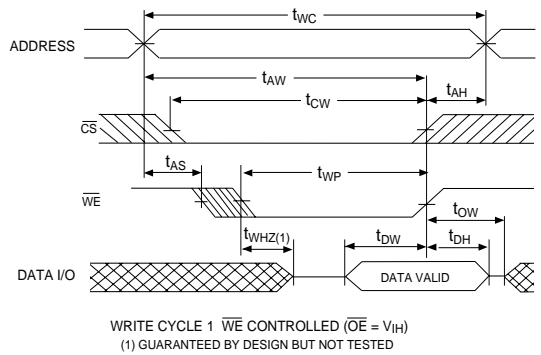 tWC
ADDRESS
tAW
tCW
tAH
CS
tAS
tWP
WE
tOW
tWHZ(1)
tDW
tDH
DATA I/O
DATA VALID
WRITE CYCLE 1 WE CONTROLLED (OE = VIH)
(1) GUARANTEED BY DESIGN BUT NOT TESTED